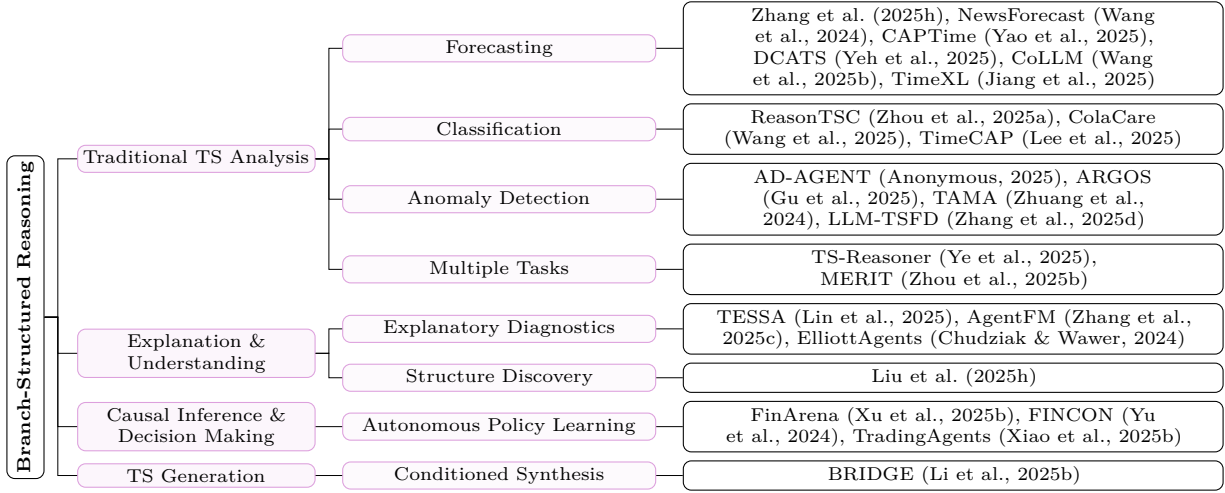 Branch-Structured Reasoning
Traditional TS Analysis
Forecasting
Zhang et al. (2025h), NewsForecast (Wang
et al., 2024), CAPTime (Yao et al., 2025),
DCATS (Yeh et al., 2025), CoLLM (Wang
et al., 2025b), TimeXL (Jiang et al., 2025)
Classification
ReasonTSC (Zhou et al., 2025a), ColaCare
(Wang et al., 2025), TimeCAP (Lee et al., 2025)
Anomaly Detection
AD-AGENT (Anonymous, 2025), ARGOS
(Gu et al., 2025), TAMA (Zhuang et al.,
2024), LLM-TSFD (Zhang et al., 2025d)
Multiple Tasks
TS-Reasoner (Ye et al., 2025),
MERIT (Zhou et al., 2025b)
Explanation &
Understanding
Explanatory Diagnostics
TESSA (Lin et al., 2025), AgentFM (Zhang et al.,
2025c), ElliottAgents (Chudziak & Wawer, 2024)
Structure Discovery
Liu et al. (2025h)
Causal Inference &
Decision Making
Autonomous Policy Learning
FinArena (Xu et al., 2025b), FINCON (Yu
et al., 2024), TradingAgents (Xiao et al., 2025b)
TS Generation
Conditioned Synthesis
BRIDGE (Li et al., 2025b)